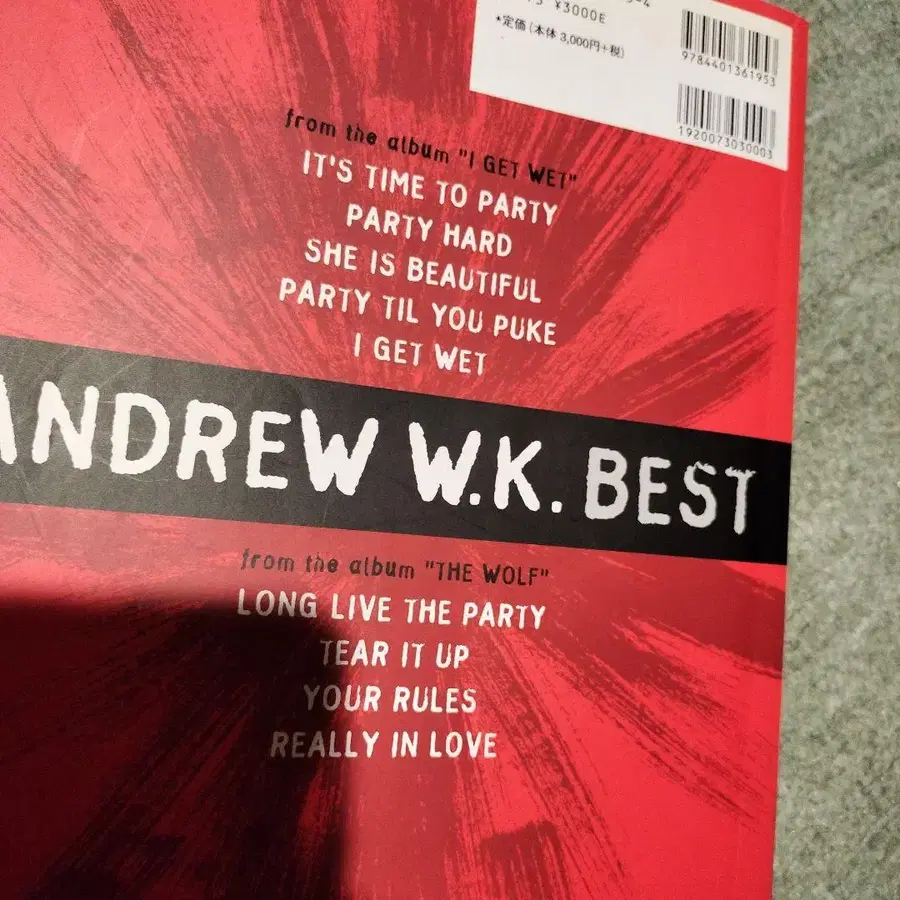 ¥3000E
*定価(本体3,000円+税)
9784401361953
1920073030003
from the album "I GET WET"
IT'S TIME TO PARTY
PARTY HARD
SHE IS BEAUTIFUL
PARTY TIL YOU PUKE
I GET WET
ANDREW W.K. BEST
from the album "THE WOLF"
LONG LIVE THE PARTY
TEAR IT UP
YOUR RULES
REALLY IN LOVE